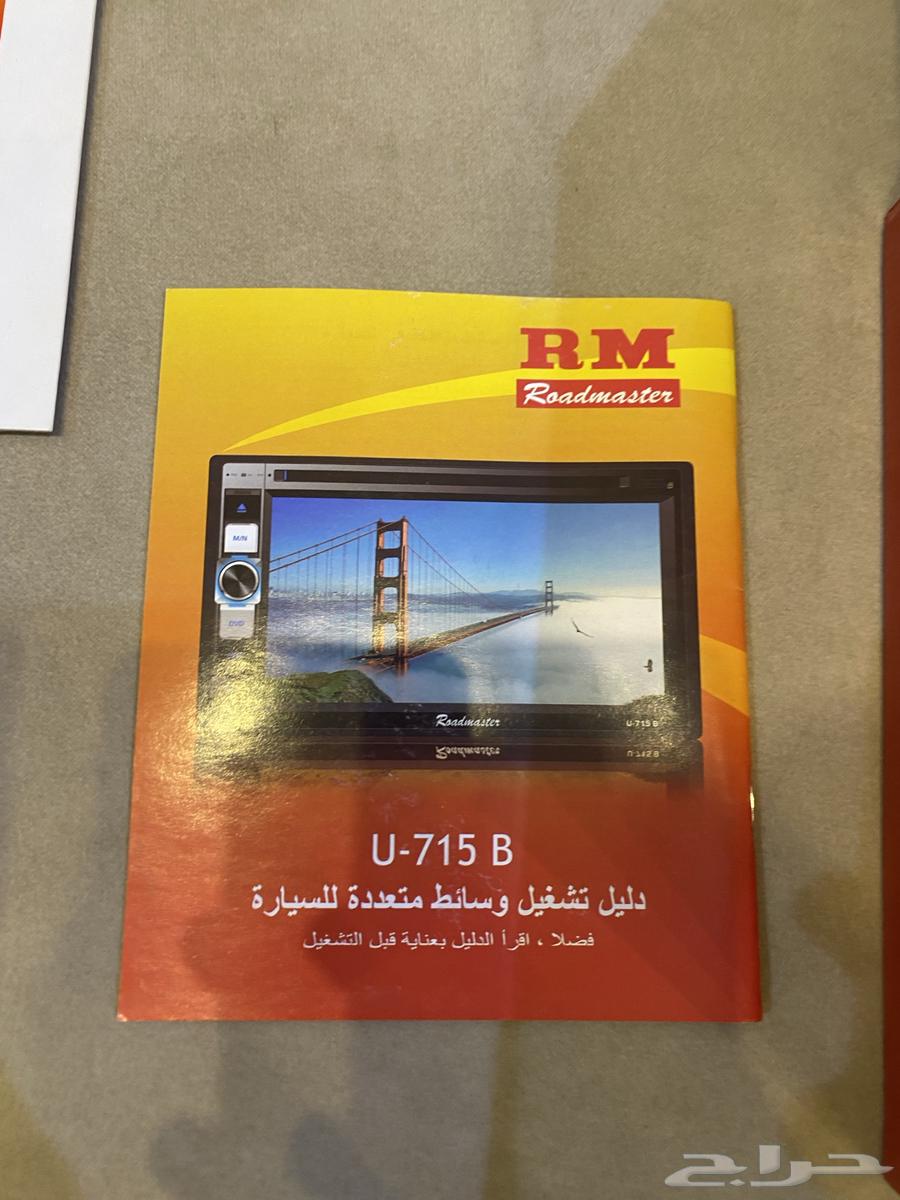 RM
Roadmaster
M/N
DVD
Roadmaster
U-715 B
U-715 B
دليل تشغيل وسائط متعددة للسيارة
فضلا ، اقرأ الدليل بعناية قبل التشغيل
حراج